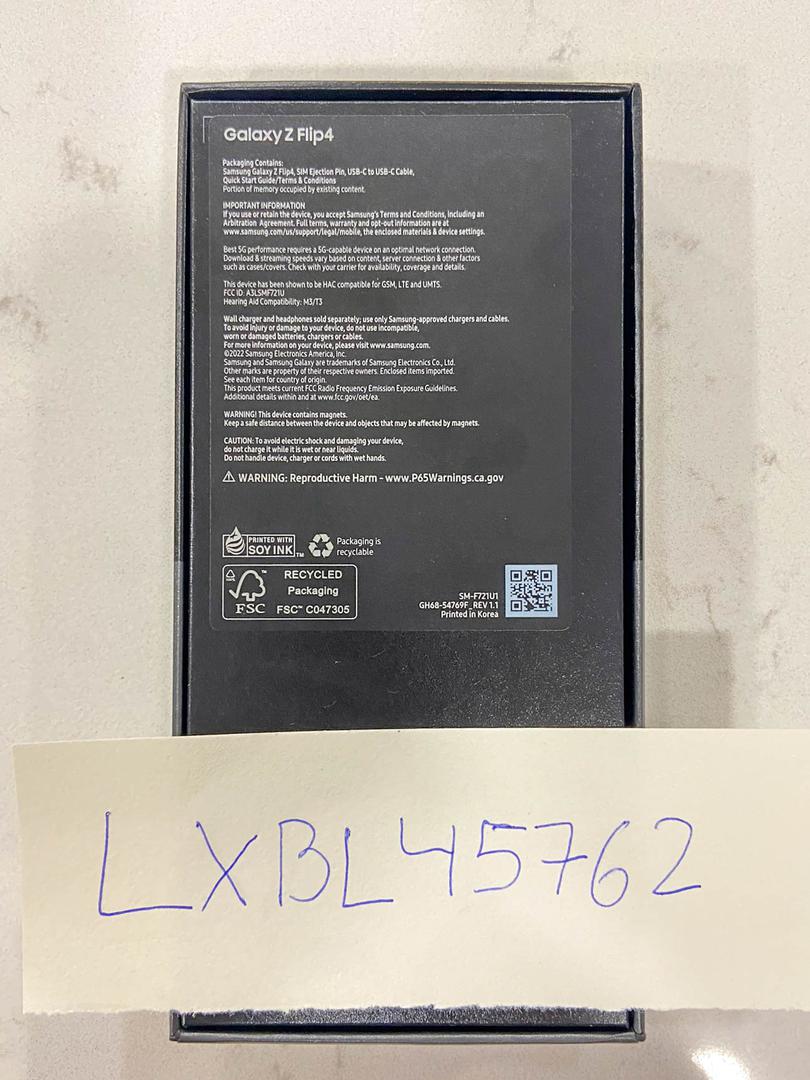 Galaxy Z Flip4
Packaging Contains:
Samsung Galaxy Z Flip4, SIM Ejection Pin, USB-C to USB-C Cable,
Quick Start Guide/Terms & Conditions
Portion of memory occupied by existing content.
IMPORTANT INFORMATION
If you use or retain the device, you accept Samsung's Terms and Conditions, including an
Arbitration Agreement. Full terms, warranty and opt-out information are at
www.samsung.com/us/support/legal/mobile, the enclosed materials & device settings.
Best 5G performance requires a 5G-capable device on an optimal network connection.
Download & streaming speeds vary based on content, server connection & other factors
such as cases/covers. Check with your carrier for availability, coverage and details.
This device has been shown to be HAC compatible for GSM, LTE and UMTS.
FCC ID: A3LSMF721U
Hearing Aid Compatibility: M3/T3
Wall charger and headphones sold separately; use only Samsung-approved chargers and cables.
To avoid injury or damage to your device, do not use incompatible,
worn or damaged batteries, chargers or cables.
For more information on your device, please visit www.samsung.com.
©2022 Samsung Electronics America, Inc.
Samsung and Samsung Galaxy are trademarks of Samsung Electronics Co., Ltd.
Other marks are property of their respective owners. Enclosed items imported.
See each item for country of origin.
This product meets current FCC Radio Frequency Emission Exposure Guidelines.
Additional details within and at www.fcc.gov/oet/ea.
WARNING! This device contains magnets.
Keep a safe distance between the device and objects that may be affected by magnets.
CAUTION: To avoid electric shock and damaging your device,
do not charge it while it is wet or near liquids.
Do not handle device, charger or cords with wet hands.
⚠ WARNING: Reproductive Harm - www.P65Warnings.ca.gov
PRINTED WITH
SOY INK™
Packaging is
recyclable
FSC™
RECYCLED
Packaging
FSC™ C047305
SM-F721U1
GH68-54769F_REV 1.1
Printed in Korea
LXBL45762